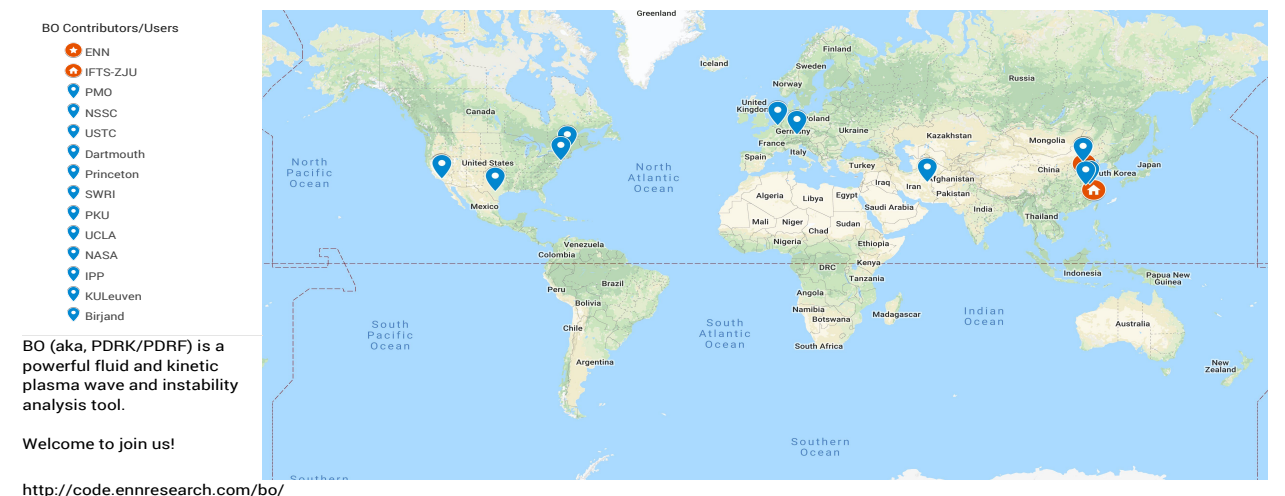 BO Contributors/Users
ENN
IFTS-ZJU
PMO
NSSC
USTC
Dartmouth
Princeton
SWRI
PKU
UCLA
NASA
IPP
KULeuven
Birjand
BO (aka, PDRK/PDRF) is a
powerful fluid and kinetic
plasma wave and instability
analysis tool.
Welcome to join us!
http://code.ennresearch.com/bo/
Greenland
Iceland
Finland
Sweden
Norway
Russia
Canada
United
Poland
Ukraine
Kazakhstan
Mongolia
France
Italy
Spain
Turkey
North
Pacific
Ocean
United States
North
Atlantic
Ocean
Afghanistan
China
uth Korea
Japan
Iraq
Iran
Pakistan
Mexico
Algeria
Libya
Egypt
Saudi Arabia
India
Thailand
Mali
Niger
Chad
Sudan
Nigeria
Ethiopia
Venezuela
Colombia
DRC
Kenya
Tanzania
Indonesia
Papua New
Guinea
Peru
Brazil
Bolivia
Angola
Namibia
Botswana
Madagascar
Indian
Ocean
South
Pacific
Ocean
Chile
South
Atlantic
Ocean
South Africa
Australia
Argentina
New
Zealand
Southern
Ocean
Southern